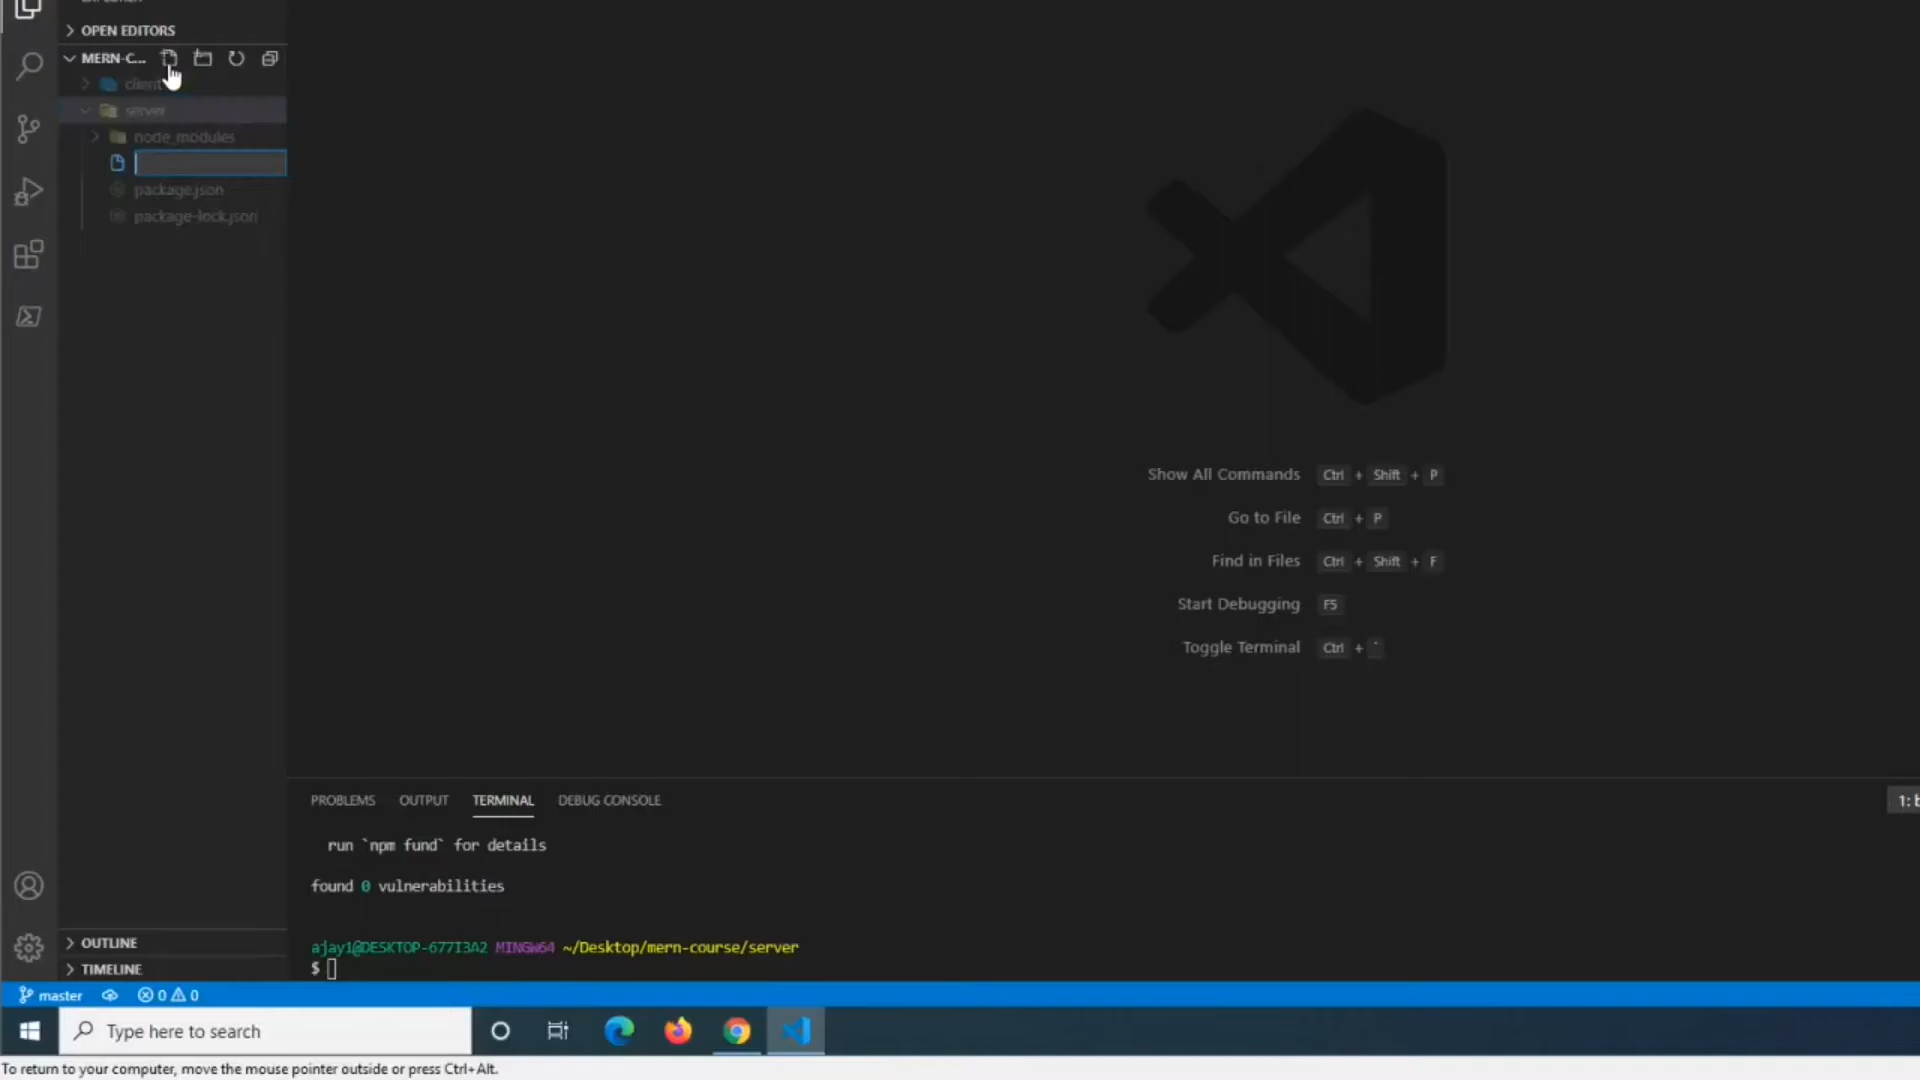 OPEN EDITORS
MERN-C...
client
server
node_modules
package.json
package-lock.json
Show All Commands Ctrl + Shift + P
Go to File Ctrl + P
Find in Files Ctrl + Shift + F
Start Debugging F5
Toggle Terminal Ctrl + `
PROBLEMS OUTPUT TERMINAL DEBUG CONSOLE
1: b
run `npm fund` for details
found 0 vulnerabilities
ajay1@DESKTOP-677I3A2 MINGW64 ~/Desktop/mern-course/server
$
OUTLINE
TIMELINE
master 0 0
Type here to search
To return to your computer, move the mouse pointer outside or press Ctrl+Alt.